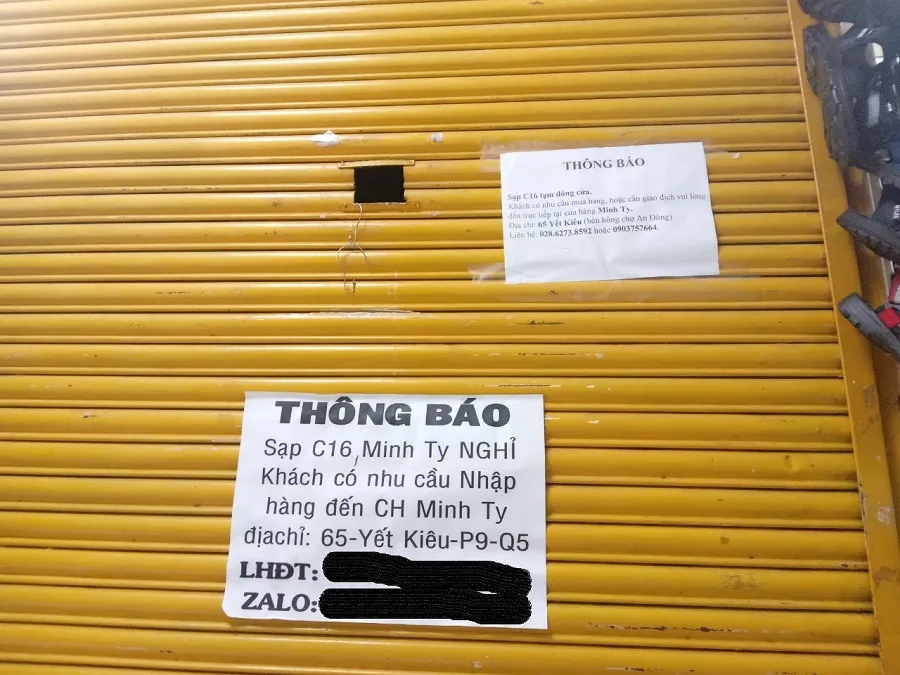 THÔNG BÁO
Sạp C16 tạm đóng cửa.
Khách có nhu cầu mua hàng, hoặc cần giao dịch vui lòng
đến trực tiếp tại cửa hàng Minh Ty.
Địa chỉ: 65 Yết Kiêu (bên hông chợ An Đông)
Liên hệ: 028.6273.8592 hoặc 0903757664.
THÔNG BÁO
Sạp C16,Minh Ty NGHỈ
Khách có nhu cầu Nhập
hàng đến CH Minh Ty
địachỉ: 65-Yết Kiêu-P9-Q5
LHĐT:
ZALO: